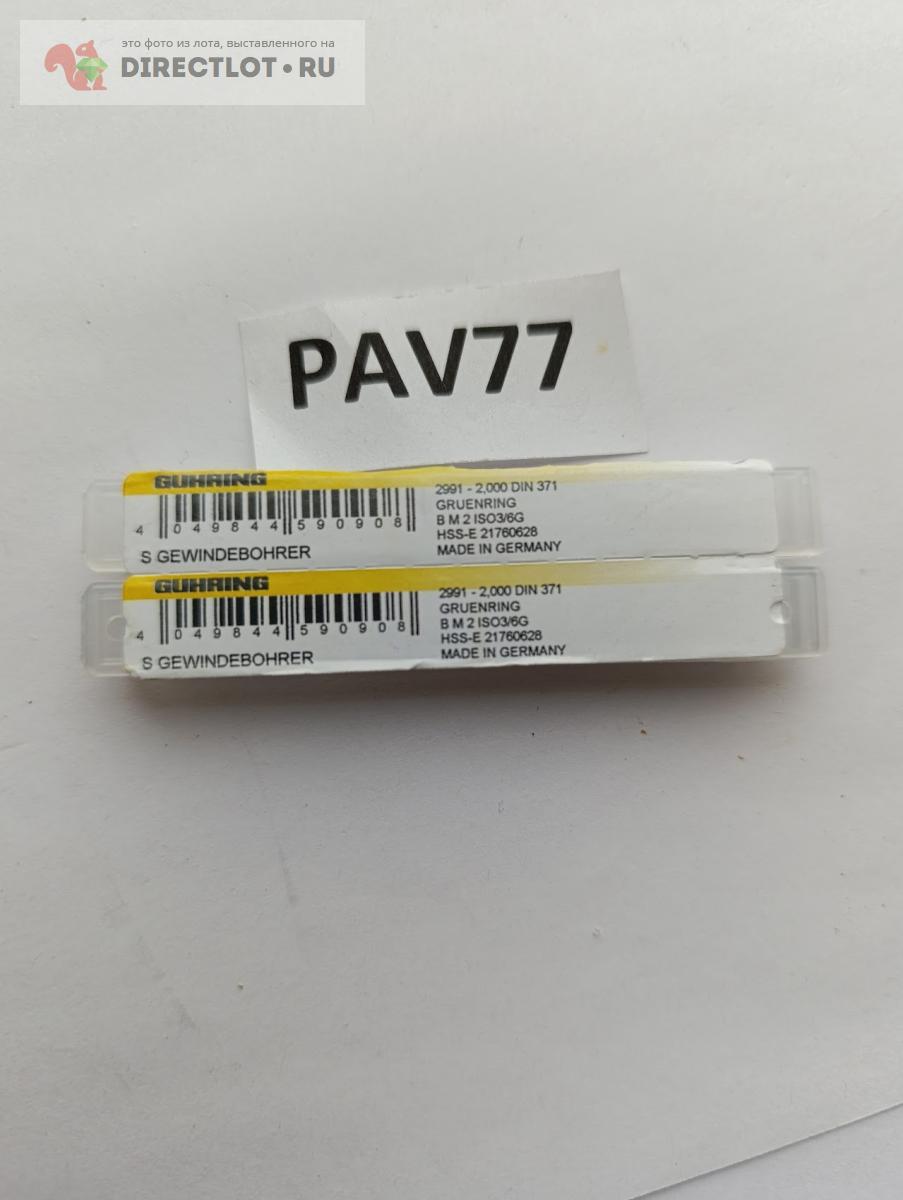 это фото из лота, выставленного на
DIRECTLOT•RU
PAV77
GUHRING
4 049844 590908
S GEWINDEBOHRER
2991 - 2,000 DIN 371
GRUENRING
B M 2 ISO3/6G
HSS-E 21760628
MADE IN GERMANY
GUHRING
4 049844 590908
S GEWINDEBOHRER
2991 - 2,000 DIN 371
GRUENRING
B M 2 ISO3/6G
HSS-E 21760628
MADE IN GERMANY